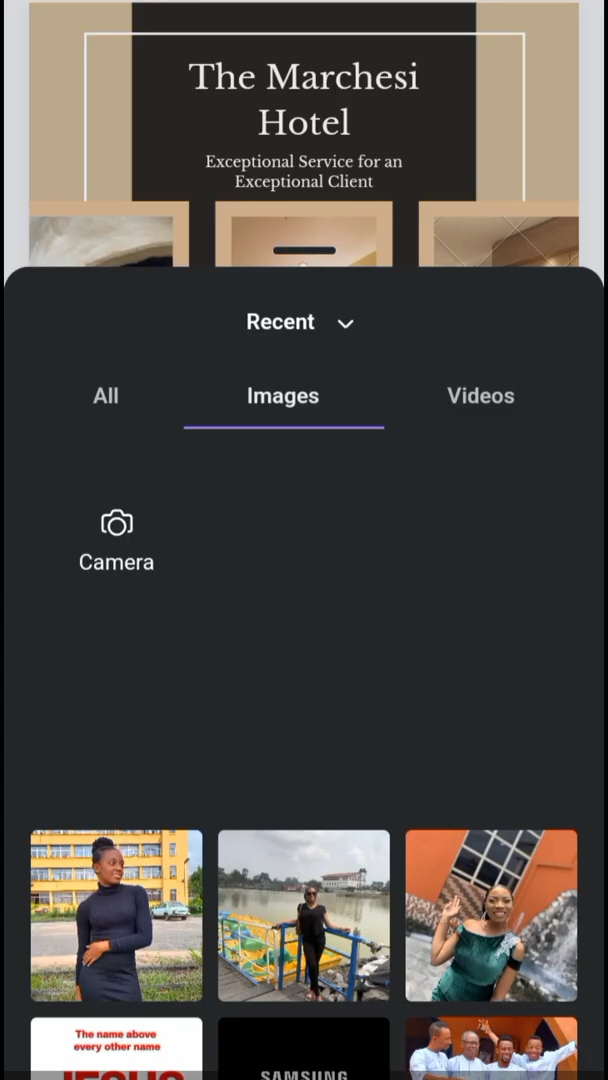 The Marchesi
Hotel
Exceptional Service for an
Exceptional Client
Recent
All Images Videos
Camera
The name above
every other name
JESUS
SAMSUNG